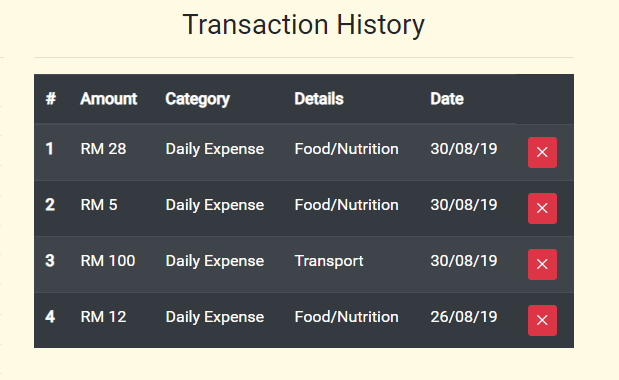 Transaction History
# Amount Category Details Date
1 RM 28 Daily Expense Food/Nutrition 30/08/19
2 RM 5 Daily Expense Food/Nutrition 30/08/19
3 RM 100 Daily Expense Transport 30/08/19
4 RM 12 Daily Expense Food/Nutrition 26/08/19